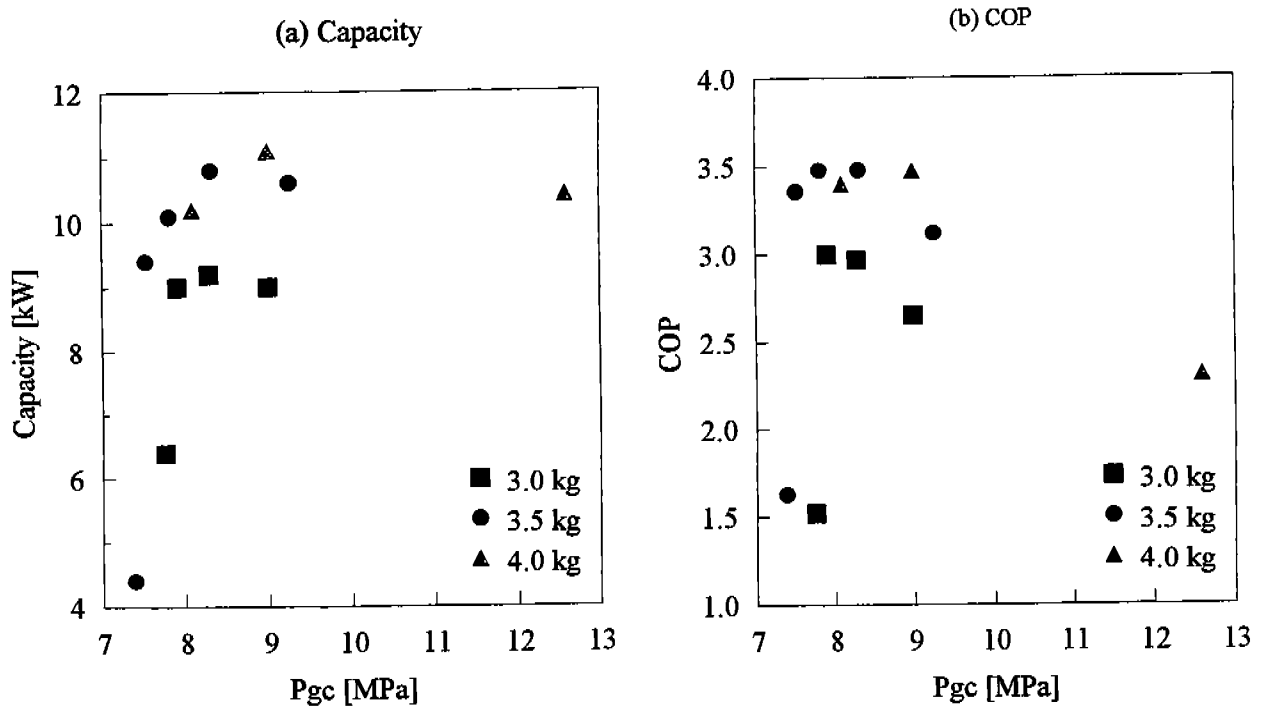 (a) Capacity
12
10
8
6
4
Capacity [kW]
3.0 kg
3.5 kg
4.0 kg
7 8 9 10 11 12 13
Pgc [MPa]
(b) COP
4.0
3.5
3.0
2.5
2.0
1.5
1.0
COP
3.0 kg
3.5 kg
4.0 kg
7 8 9 10 11 12 13
Pgc [MPa]